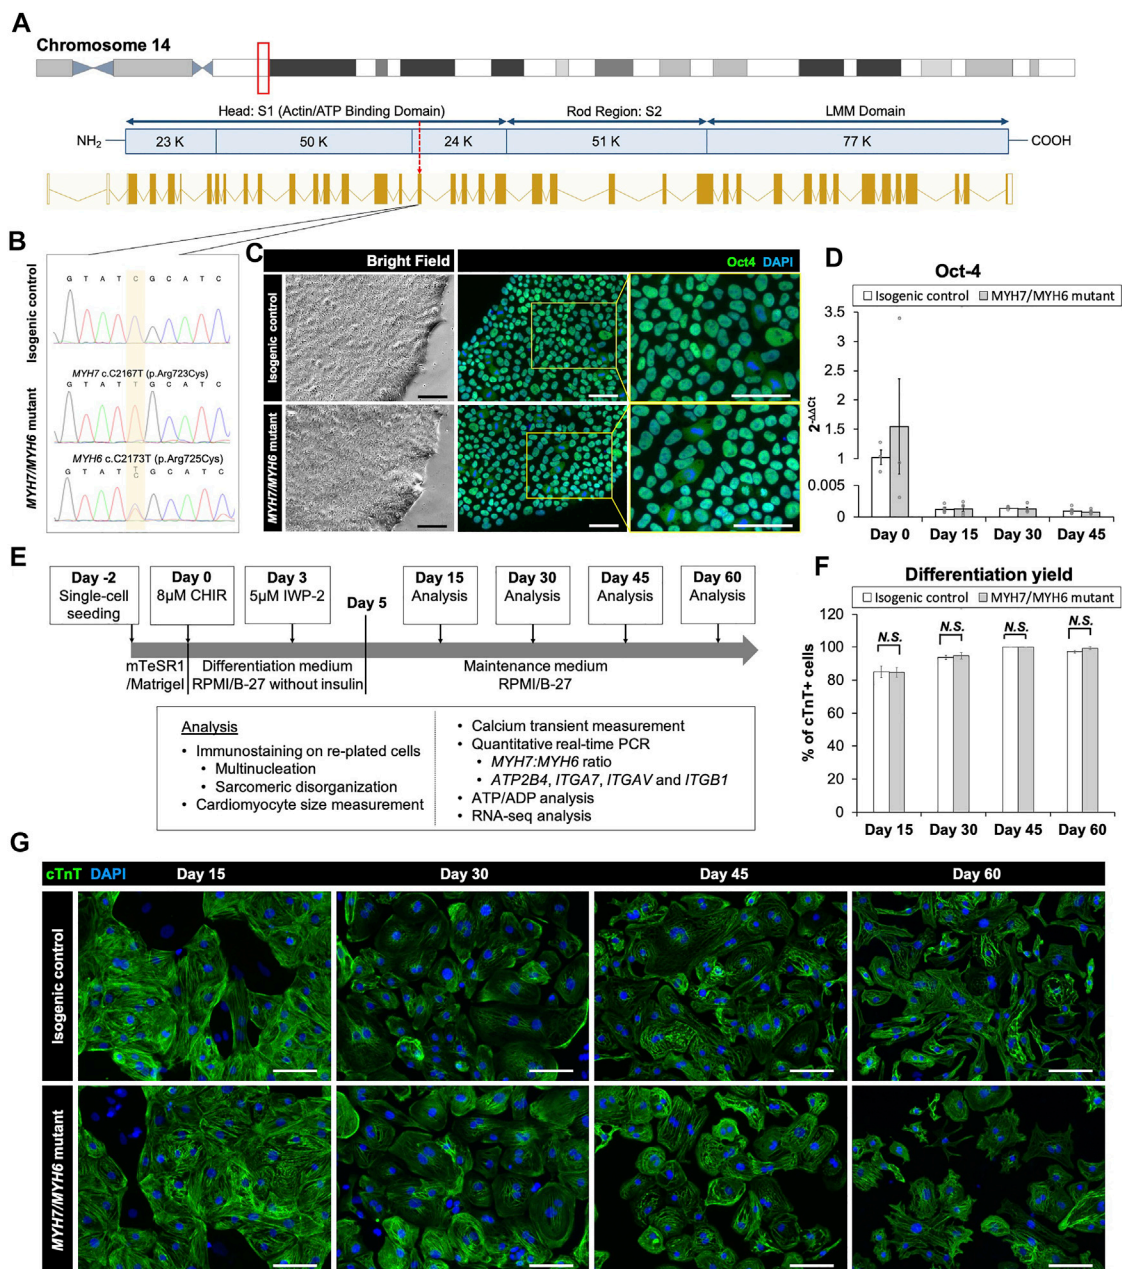 A
Chromosome 14
Head: S1 (Actin/ATP Binding Domain)
Rod Region: S2
LMM Domain
NH2
23 K
50 K
24 K
51 K
77 K
COOH
B
Isogenic control
MYH7/MYH6 mutant
G T A T C G C A T C
MYH7 c.C2167T (p.Arg723Cys)
G T A T T G C A T C
MYH6 c.C2173T (p.Arg725Cys)
T
G T A T G C A T C
C
C
Bright Field
Oct4 DAPI
Isogenic control
MYH7/MYH6 mutant
D
Oct-4
Isogenic control
MYH7/MYH6 mutant
2-ΔΔCt
3.5
3
2.5
2
1.5
1
0.005
0
Day 0
Day 15
Day 30
Day 45
E
Day -2
Single-cell
seeding
Day 0
8μM CHIR
Day 3
5μM IWP-2
Day 5
Day 15
Analysis
Day 30
Analysis
Day 45
Analysis
Day 60
Analysis
mTeSR1
/Matrigel
Differentiation medium
RPMI/B-27 without insulin
Maintenance medium
RPMI/B-27
Analysis
• Immunostaining on re-plated cells
• Multinucleation
• Sarcomeric disorganization
• Cardiomyocyte size measurement
• Calcium transient measurement
• Quantitative real-time PCR
• MYH7:MYH6 ratio
• ATP2B4, ITGA7, ITGAV and ITGB1
• ATP/ADP analysis
• RNA-seq analysis
F
Differentiation yield
Isogenic control
MYH7/MYH6 mutant
% of cTnT+ cells
120
100
80
60
40
20
0
N.S.
N.S.
N.S.
N.S.
Day 15
Day 30
Day 45
Day 60
G
cTnT DAPI
Day 15
Day 30
Day 45
Day 60
Isogenic control
MYH7/MYH6 mutant